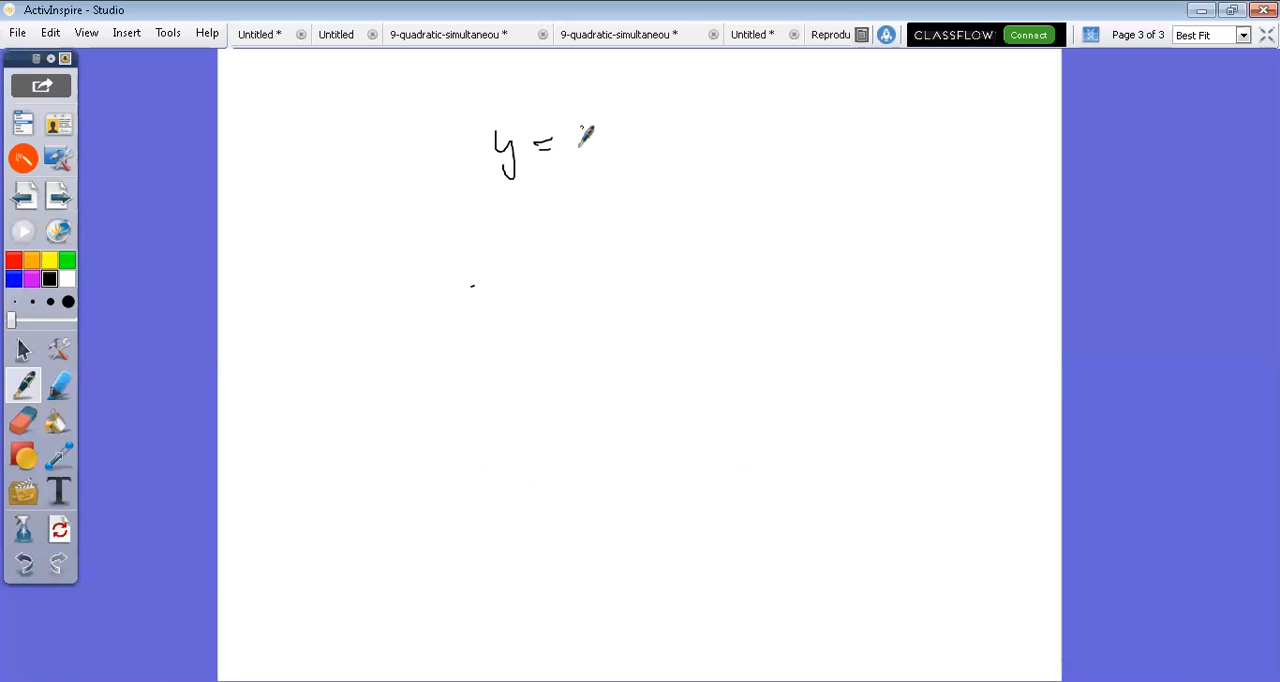 ActivInspire - Studio
File Edit View Insert Tools Help
Untitled * Untitled 9-quadratic-simultaneou * 9-quadratic-simultaneou * Untitled * Reprodu CLASSFLOW Connect Page 3 of 3 Best Fit
y =
T